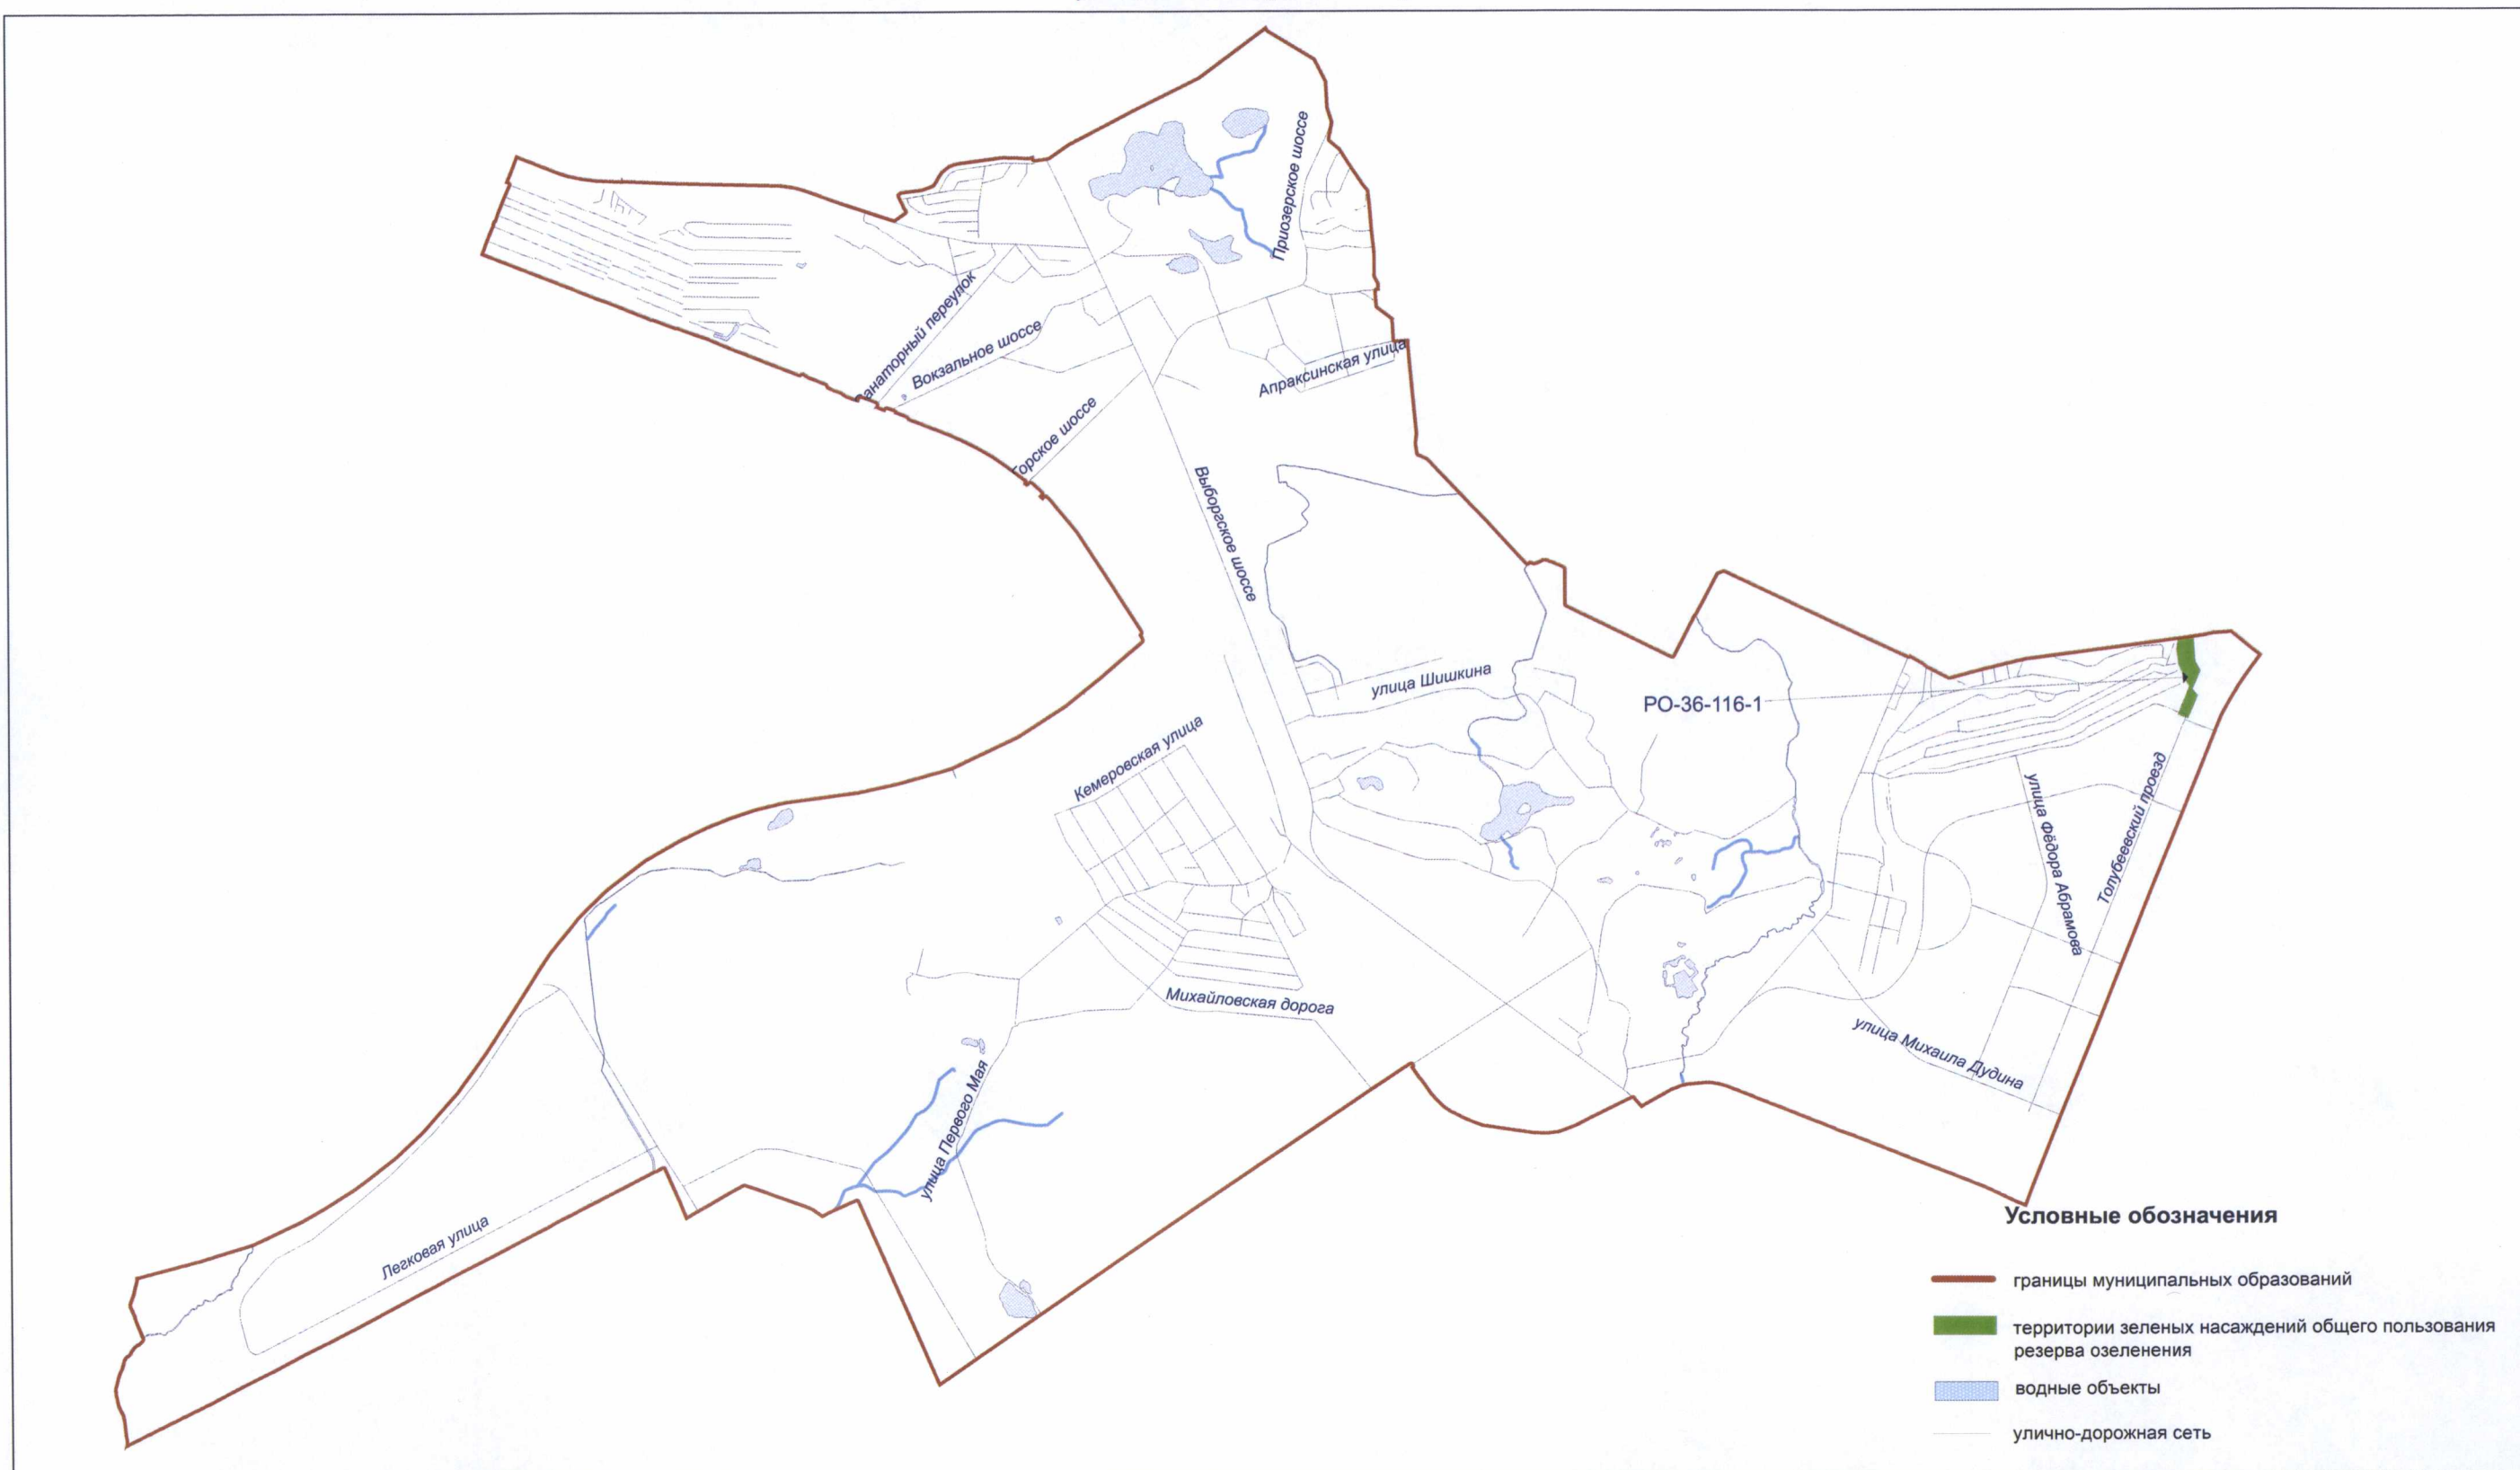 Приозерское шоссе
Санаторный переулок
Вокзальное шоссе
Апраксинская улица
Горское шоссе
Выборгское шоссе
улица Шишкина
РО-36-116-1
Кемеровская улица
улица Фёдора Абрамова
Толубеевский проезд
Михайловская дорога
улица Михаила Дудина
улица Первого Мая
Легковая улица
Условные обозначения
границы муниципальных образований
территории зеленых насаждений общего пользования
резерва озеленения
водные объекты
улично-дорожная сеть